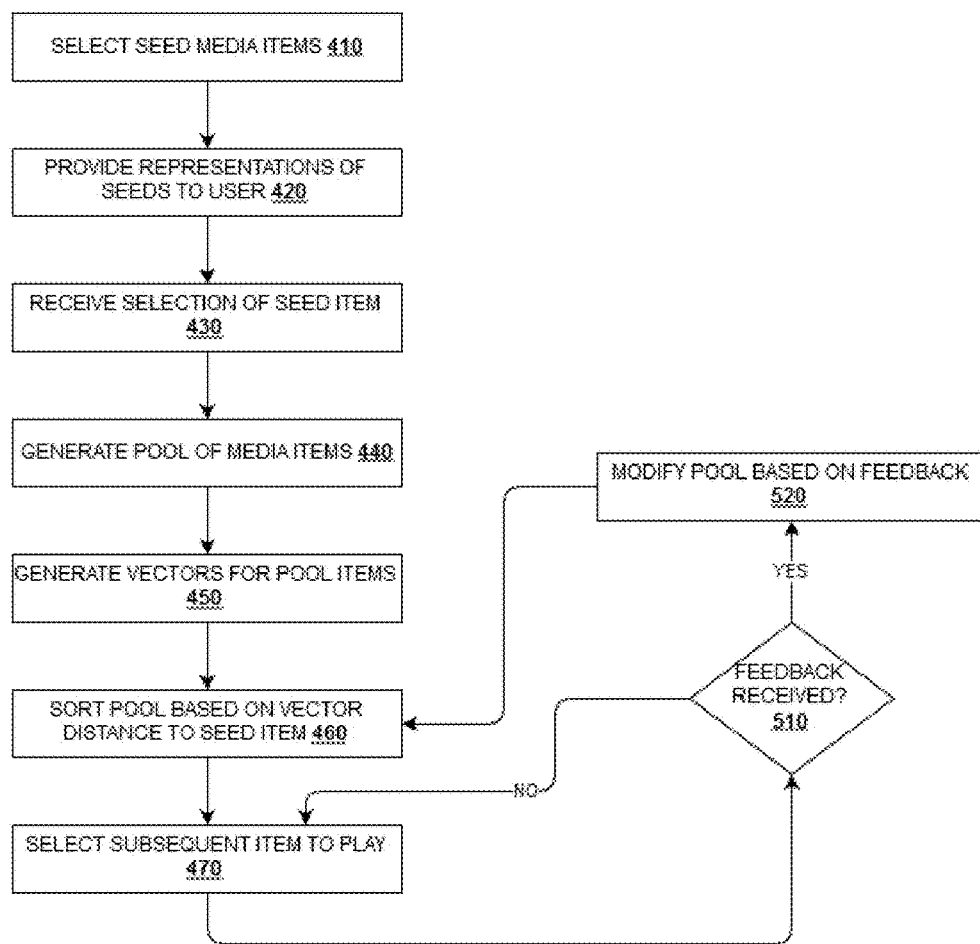 SELECT SEED MEDIA ITEMS 410
PROVIDE REPRESENTATIONS OF
SEEDS TO USER 420
RECEIVE SELECTION OF SEED ITEM
430
GENERATE POOL OF MEDIA ITEMS 440
GENERATE VECTORS FOR POOL ITEMS
450
SORT POOL BASED ON VECTOR
DISTANCE TO SEED ITEM 460
SELECT SUBSEQUENT ITEM TO PLAY
470
MODIFY POOL BASED ON FEEDBACK
520
YES
FEEDBACK
RECEIVED?
510
NO